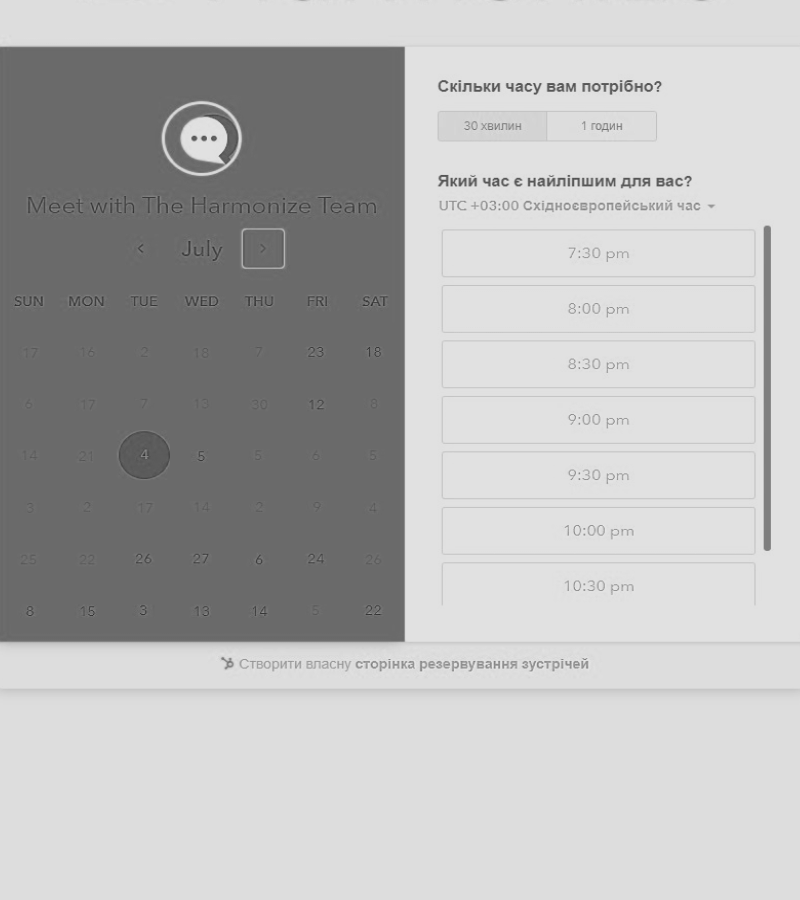 Meet with The Harmonize Team
July
SUN MON TUE WED THU FRI SAT
17 16 2 18 7 23 18
6 17 7 13 30 12 8
14 21 4 5 5 6 5
3 2 17 14 2 9 4
25 22 26 27 6 24 26
8 15 3 13 14 5 22
Скільки часу вам потрібно?
30 хвилин 1 годин
Який час є найліпшим для вас?
UTC +03:00 Східноєвропейський час
7:30 pm
8:00 pm
8:30 pm
9:00 pm
9:30 pm
10:00 pm
10:30 pm
Створити власну сторінка резервування зустрічей